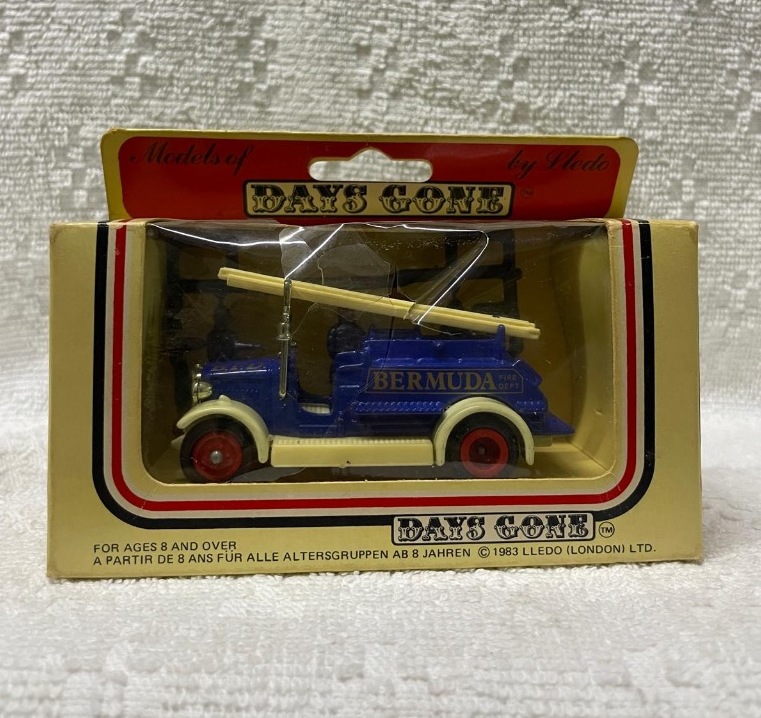 Models of
by Lledo
DAYS GONE
BERMUDA FIRE DEPT
DAYS GONE TM
FOR AGES 8 AND OVER
A PARTIR DE 8 ANS FÜR ALLE ALTERSGRUPPEN AB 8 JAHREN © 1983 LLEDO (LONDON) LTD.